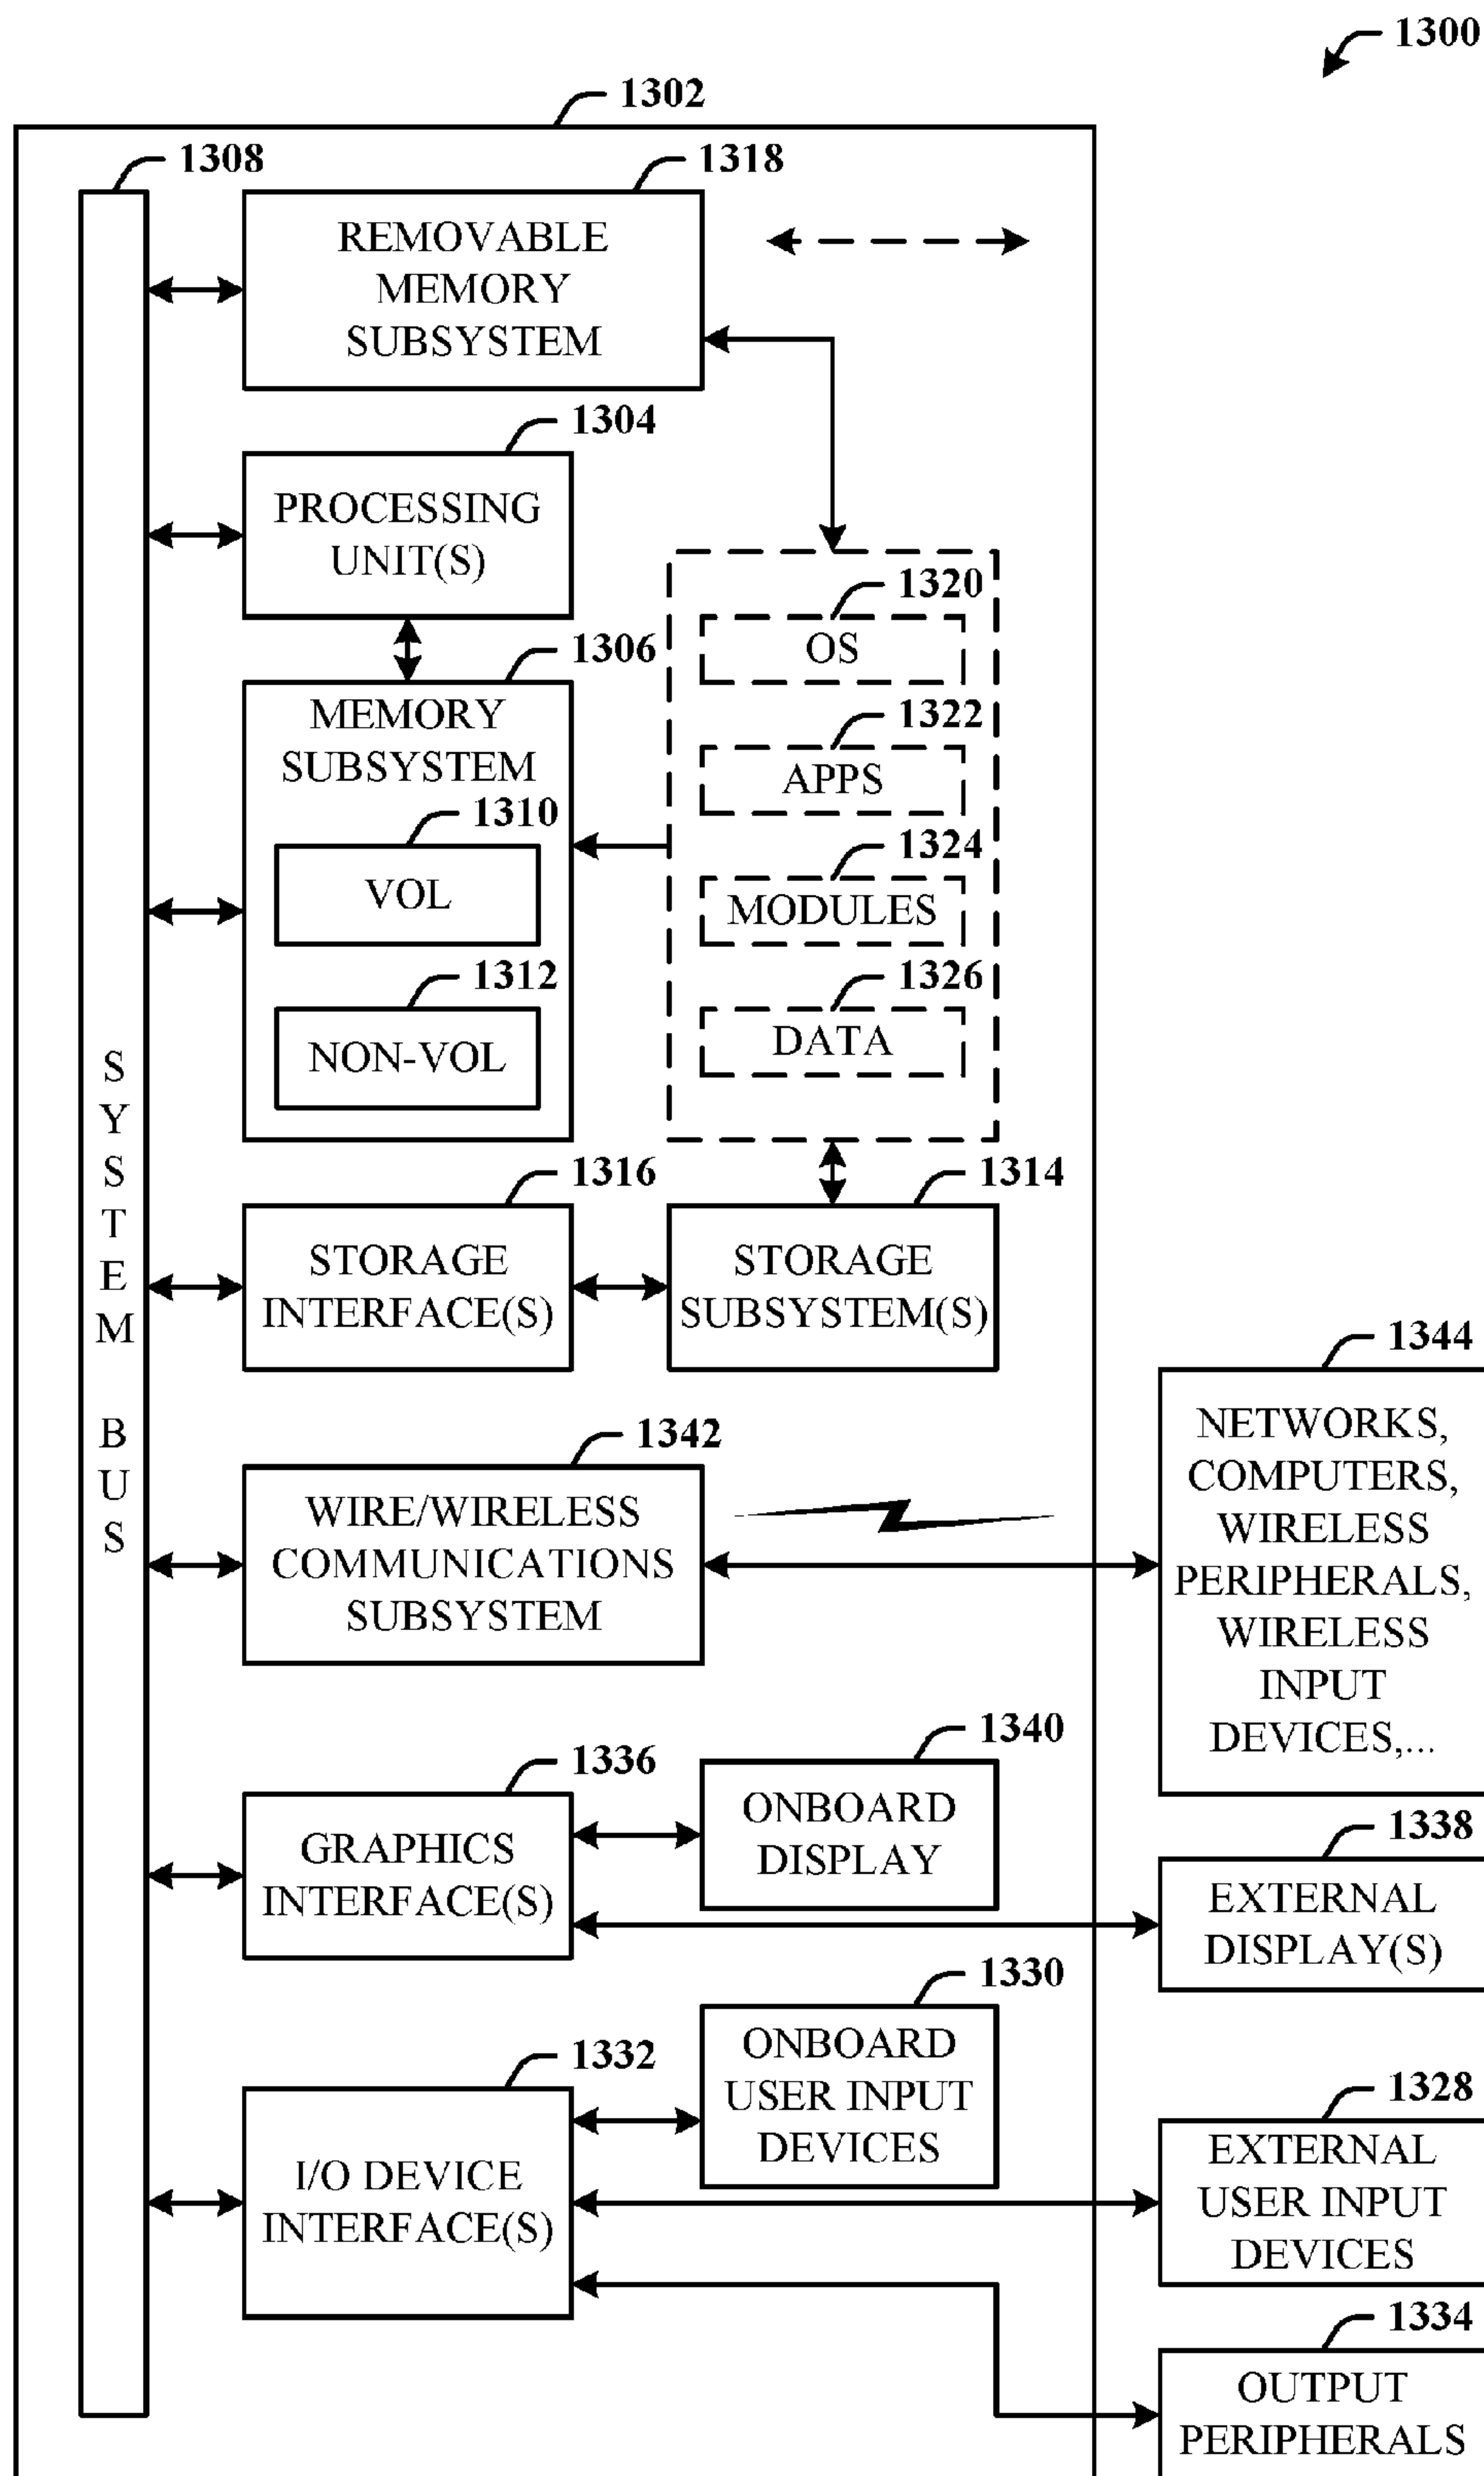 1300
1302
1308
1318
REMOVABLE
MEMORY
SUBSYSTEM
1304
PROCESSING
UNIT(S)
1306
MEMORY
SUBSYSTEM
1310
VOL
1312
NON-VOL
1320
OS
1322
APPS
1324
MODULES
1326
DATA
1316
STORAGE
INTERFACE(S)
1314
STORAGE
SUBSYSTEM(S)
SYSTEM BUS
1342
WIRE/WIRELESS
COMMUNICATIONS
SUBSYSTEM
1344
NETWORKS,
COMPUTERS,
WIRELESS
PERIPHERALS,
WIRELESS
INPUT
DEVICES,...
1336
GRAPHICS
INTERFACE(S)
1340
ONBOARD
DISPLAY
1338
EXTERNAL
DISPLAY(S)
1332
I/O DEVICE
INTERFACE(S)
1330
ONBOARD
USER INPUT
DEVICES
1328
EXTERNAL
USER INPUT
DEVICES
1334
OUTPUT
PERIPHERALS